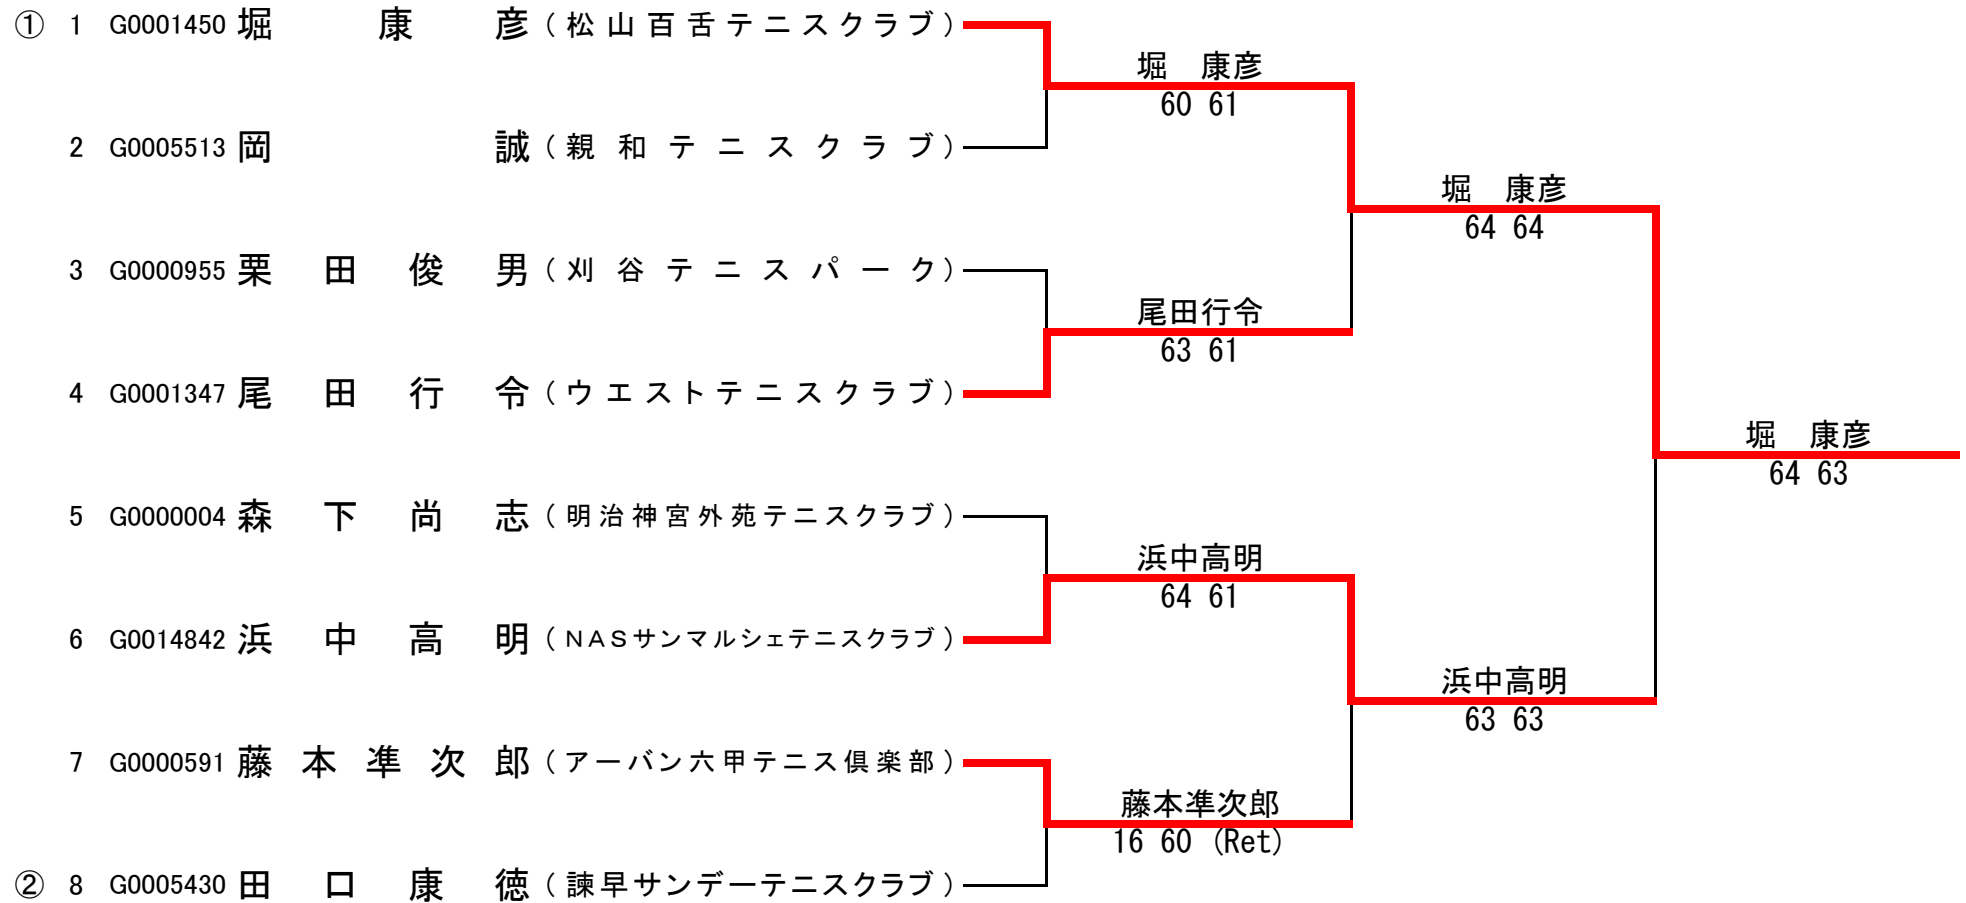 ① 1 G0001450 堀 康 彦 (松山百舌テニスクラブ)
堀 康彦
60 61
2 G0005513 岡 誠 (親和テニスクラブ)
堀 康彦
64 64
3 G0000955 栗田俊男 (刈谷テニスパーク)
尾田行令
63 61
4 G0001347 尾田行令 (ウエストテニスクラブ)
堀 康彦
64 63
5 G0000004 森下尚志 (明治神宮外苑テニスクラブ)
浜中高明
64 61
6 G0014842 浜中高明 (NASサンマルシェテニスクラブ)
浜中高明
63 63
7 G0000591 藤本準次郎 (アーバン六甲テニス倶楽部)
藤本準次郎
16 60 (Ret)
② 8 G0005430 田口康徳 (諫早サンデーテニスクラブ)